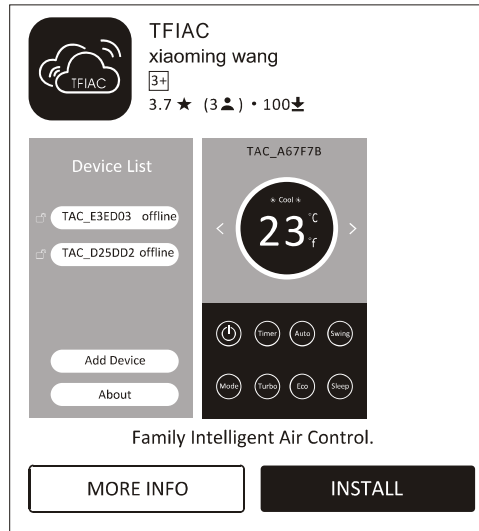 TFIAC
TFIAC
xiaoming wang
3+
3.7 ★ (3) • 100
Device List
TAC_E3ED03 offline
TAC_D25DD2 offline
Add Device
About
TAC_A67F7B
Cool
23 °C
°f
Timer Auto Swing
Mode Turbo Eco Sleep
Family Intelligent Air Control.
MORE INFO INSTALL